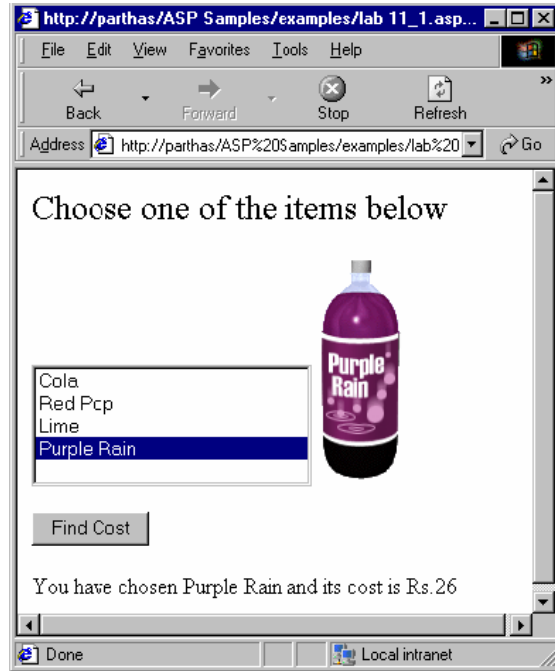 http://parthas/ASP Samples/examples/lab 11_1.asp...
File Edit View Favorites Tools Help
Back Forward Stop Refresh »
Address http://parthas/ASP%20Samples/examples/lab%20 Go
Choose one of the items below
Purple
Rain
Cola
Red Pop
Lime
Purple Rain
Find Cost
You have chosen Purple Rain and its cost is Rs.26
Done Local intranet